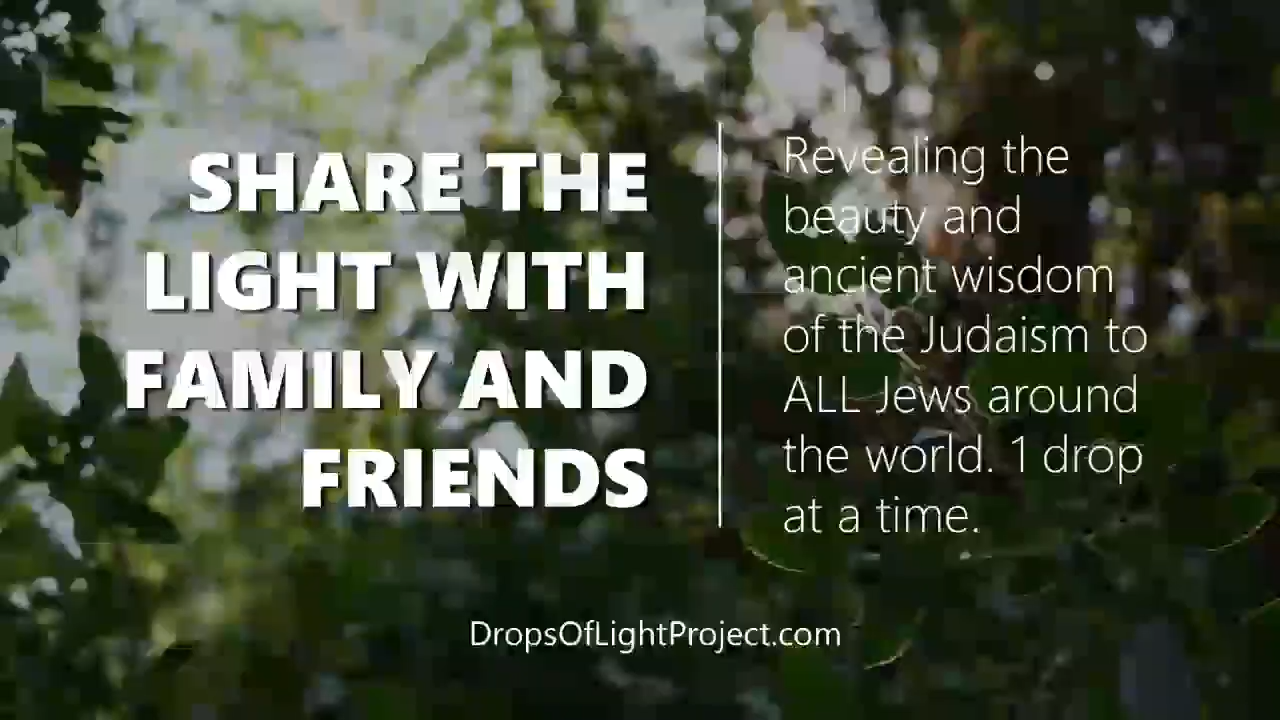 SHARE THE
LIGHT WITH
FAMILY AND
FRIENDS
Revealing the
beauty and
ancient wisdom
of the Judaism to
ALL Jews around
the world. 1 drop
at a time.
DropsOfLightProject.com